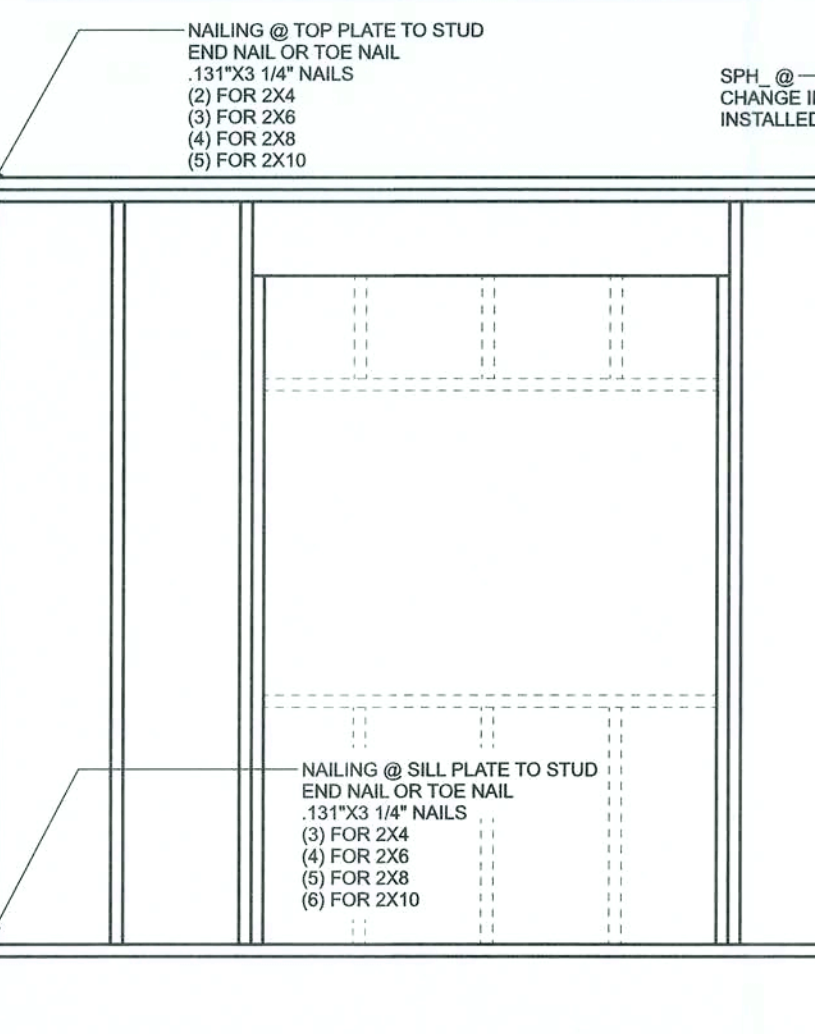 NAILING @ TOP PLATE TO STUD
END NAIL OR TOE NAIL
.131"X3 1/4" NAILS
(2) FOR 2X4
(3) FOR 2X6
(4) FOR 2X8
(5) FOR 2X10
SPH_ @
CHANGE
INSTALLED
NAILING @ SILL PLATE TO STUD
END NAIL OR TOE NAIL
.131"X3 1/4" NAILS
(3) FOR 2X4
(4) FOR 2X6
(5) FOR 2X8
(6) FOR 2X10